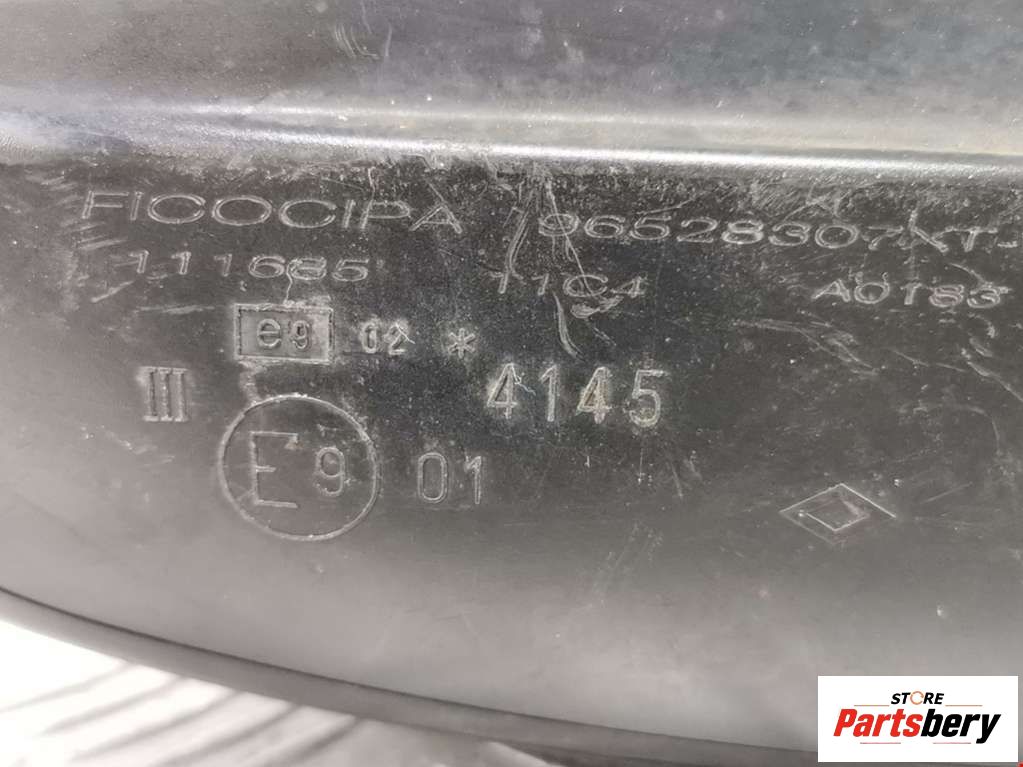 FICOCIPA 96528307XT-
111685 11C4 A0183
e9 02 *
III 4145
E9 01
STORE
Partsbery